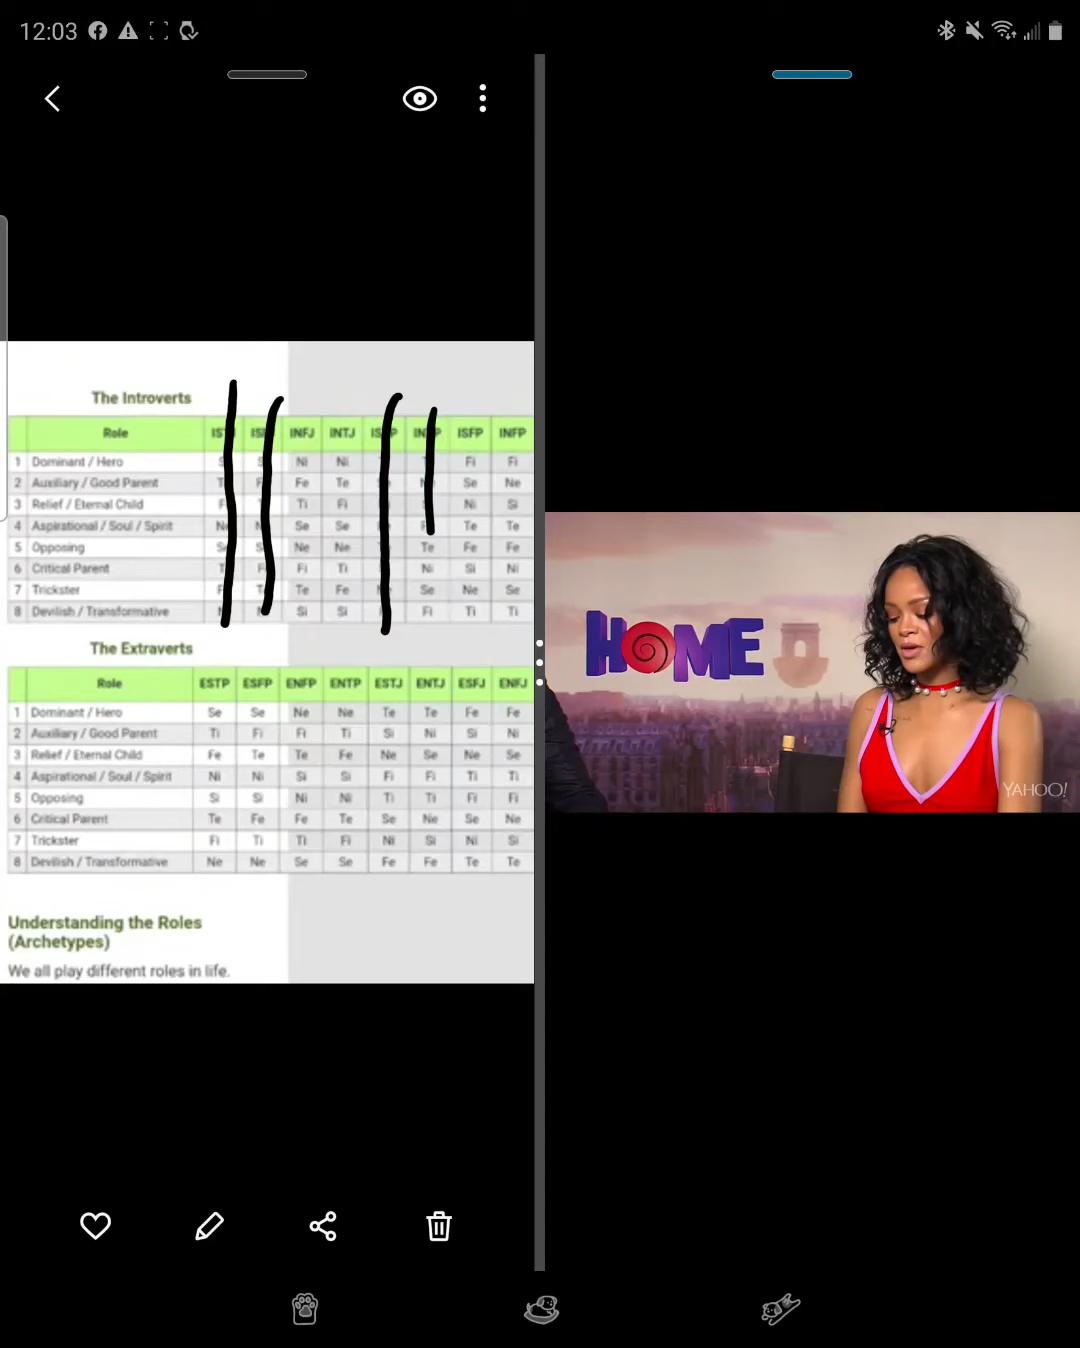 12:03
The Introverts
Role INFJ INTJ ISFP INFP
1 Dominant / Hero Ni Ni Fi Fi
2 Auxiliary / Good Parent Fe Te Se Ne
3 Relief / Eternal Child Ti Fi Ni Si
4 Aspirational / Soul / Spirit Se Se Te Te
5 Opposing Ne Ne Te Fe Fe
6 Critical Parent Fi Ti Ni Si Ni
7 Trickster Te Fe Se Ne Se
8 Devilish / Transformative Si Si Fi Ti Ti
The Extraverts
Role ESTP ESFP ENFP ENTP ESTJ ENTJ ESFJ ENFJ
1 Dominant / Hero Se Se Ne Ne Te Te Fe Fe
2 Auxiliary / Good Parent Ti Fi Fi Ti Si Ni Si Ni
3 Relief / Eternal Child Fe Te Te Fe Ne Se Ne Se
4 Aspirational / Soul / Spirit Ni Ni Si Si Fi Fi Ti Ti
5 Opposing Si Si Ni Ni Ti Ti Fi Fi
6 Critical Parent Te Fe Fe Te Se Ne Se Ne
7 Trickster Fi Ti Ti Fi Ni Si Ni Si
8 Devilish / Transformative Ne Ne Se Se Fe Fe Te Te
Understanding the Roles
(Archetypes)
We all play different roles in life.
HOME
YAHOO!